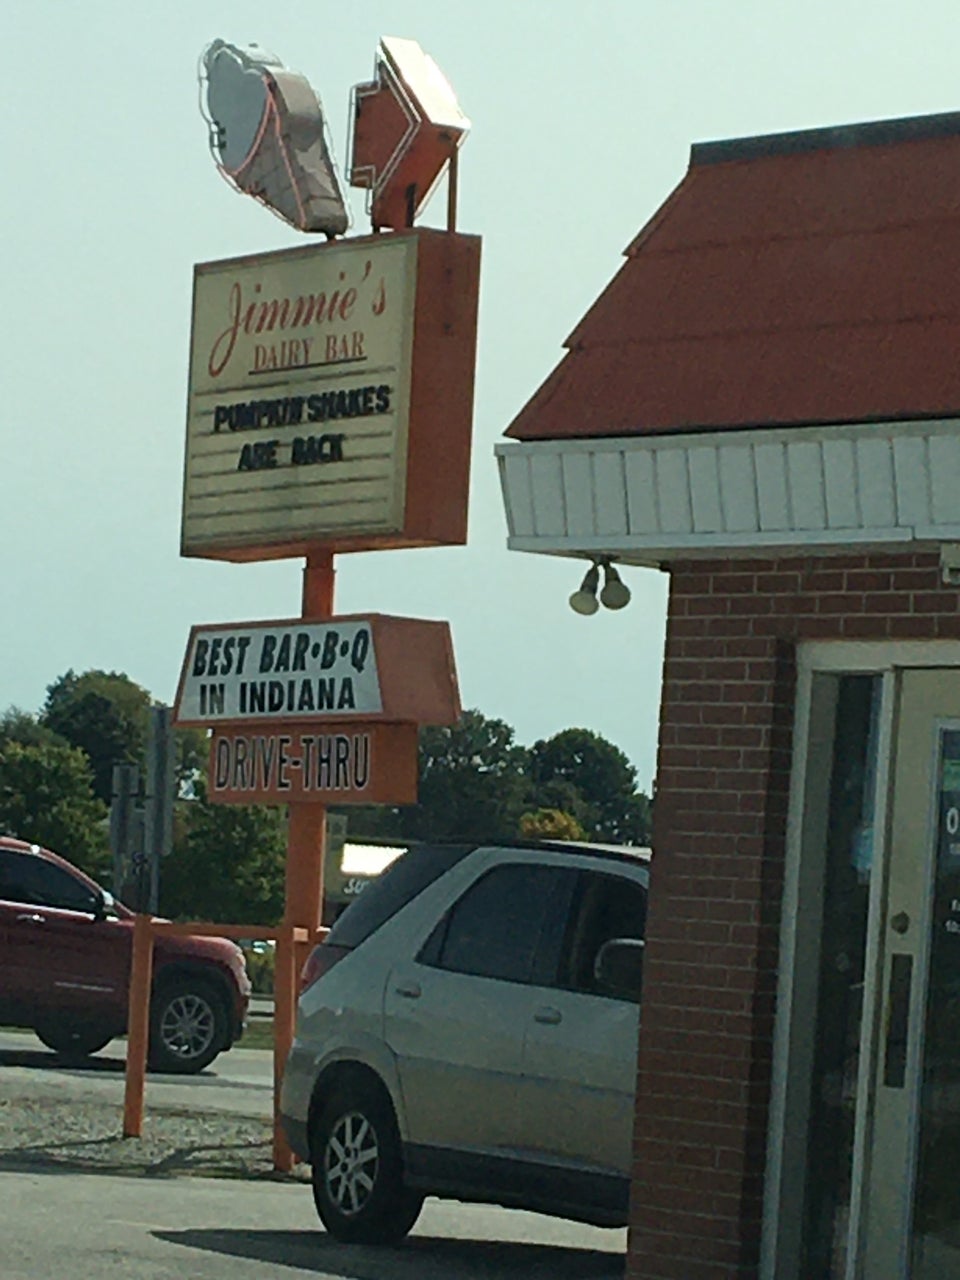 Jimmie's
DAIRY BAR
PUMPKIN SHAKES
ARE BACK
BEST BAR•B•Q
IN INDIANA
DRIVE-THRU